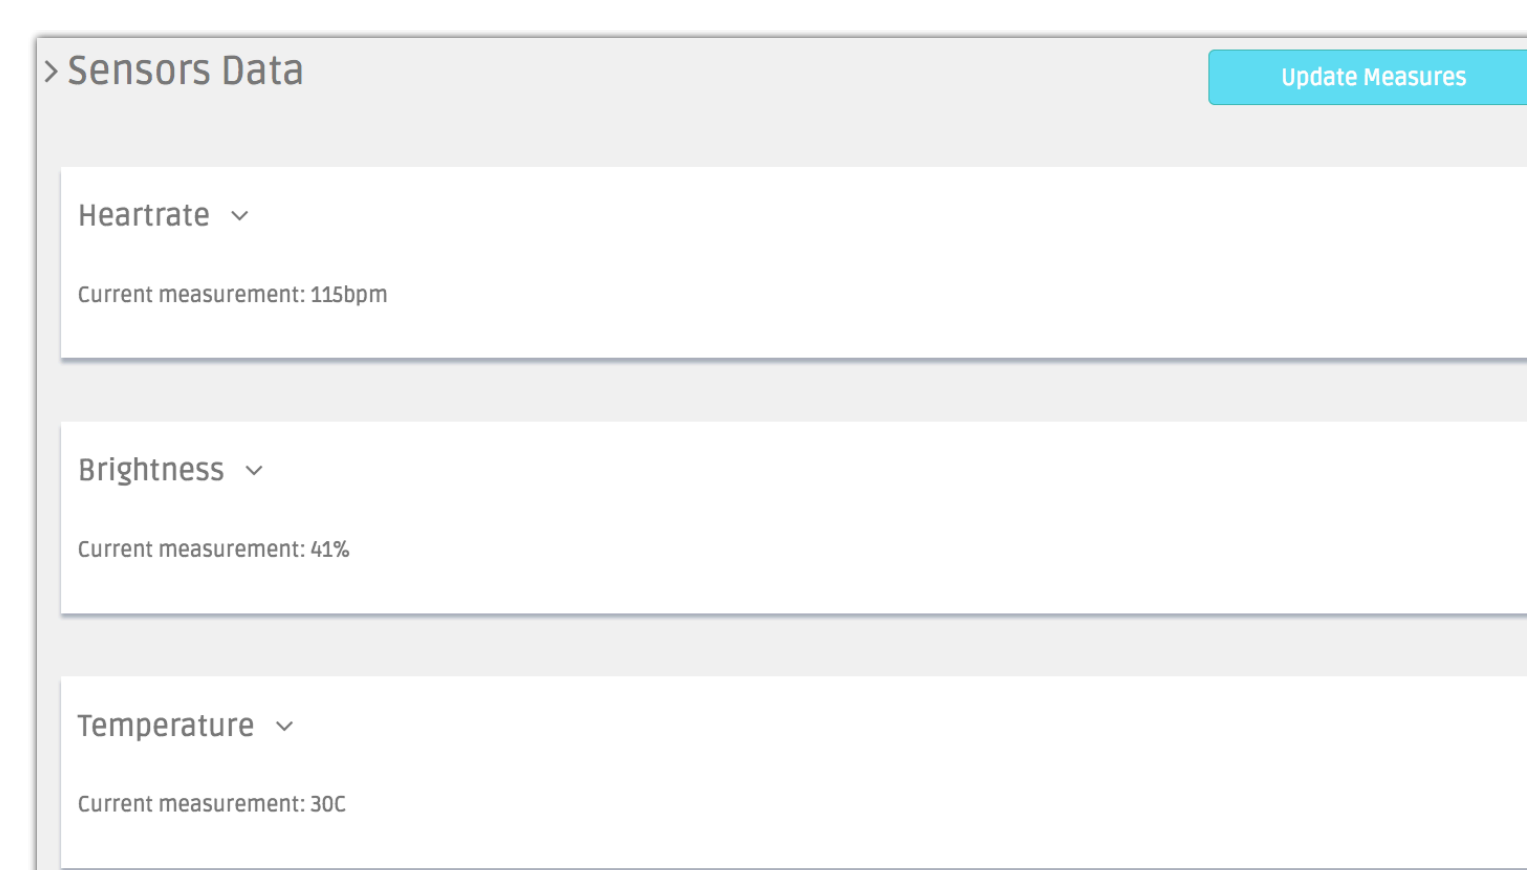 Sensors Data
Update Measures
Heartrate
Current measurement: 115bpm
Brightness
Current measurement: 41%
Temperature
Current measurement: 30C